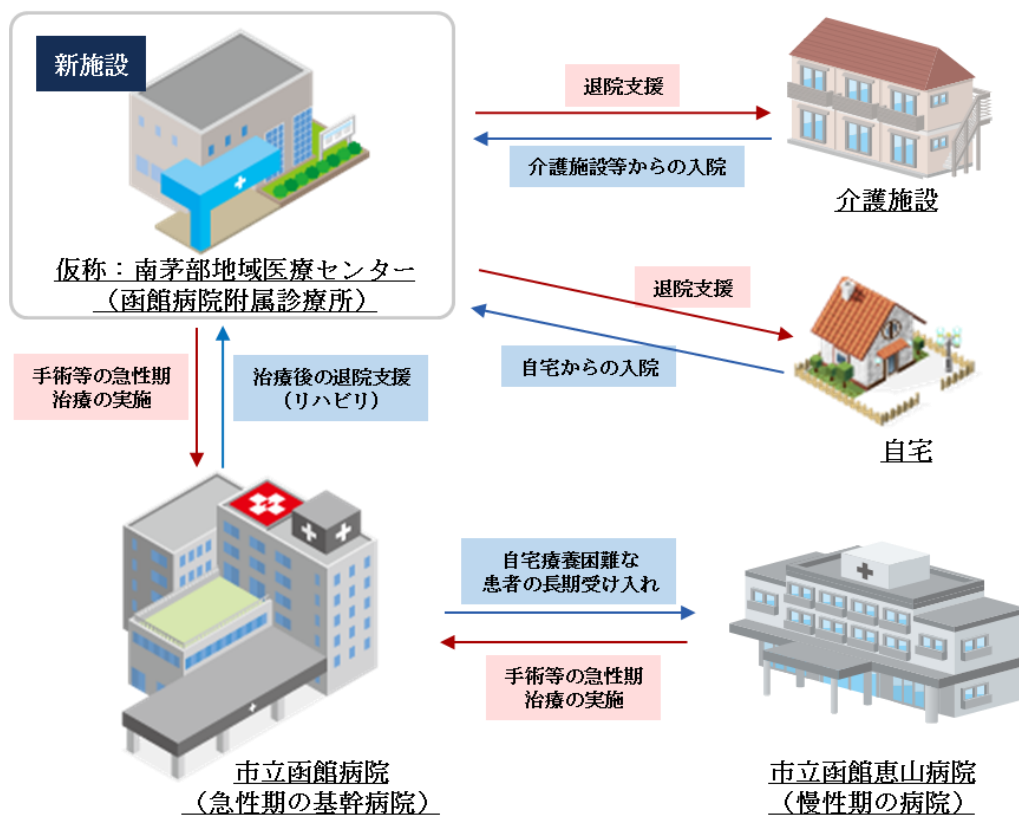 新施設
退院支援
介護施設等からの入院
介護施設
仮称：南茅部地域医療センター
（函館病院附属診療所）
退院支援
自宅からの入院
自宅
手術等の急性期
治療の実施
治療後の退院支援
（リハビリ）
自宅療養困難な
患者の長期受け入れ
手術等の急性期
治療の実施
市立函館病院
（急性期の基幹病院）
市立函館恵山病院
（慢性期の病院）